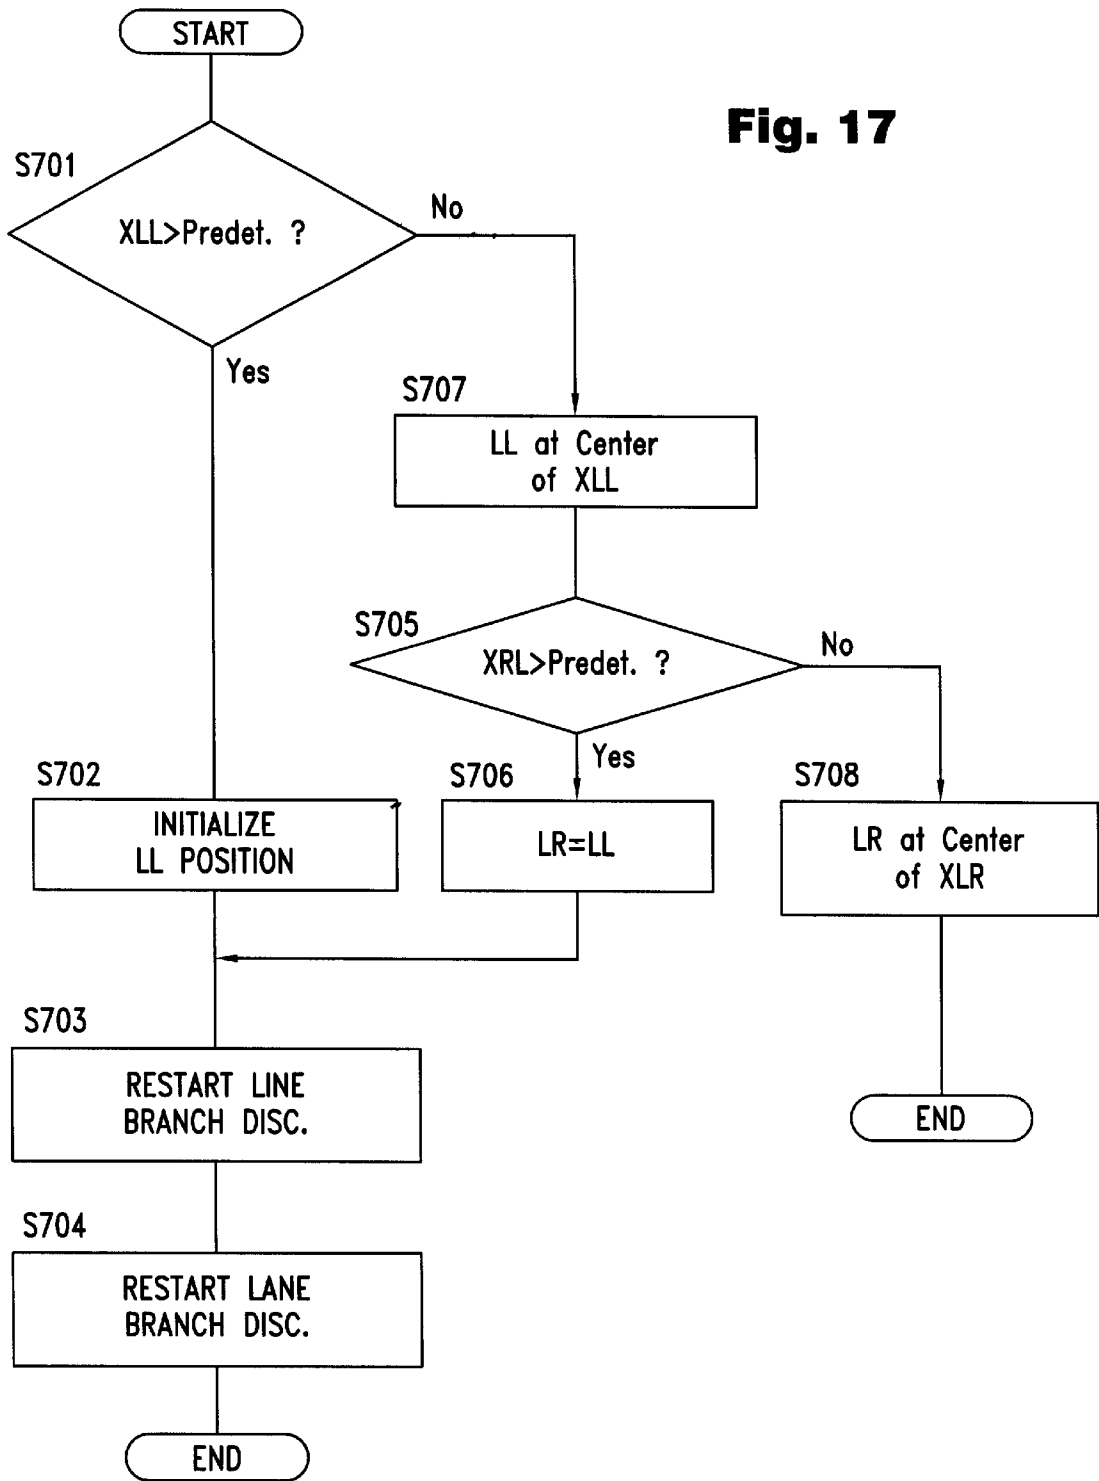 START
Fig. 17
S701
XLL>Predet. ?
No
Yes
S707
LL at Center
of XLL
S705
XRL>Predet. ?
No
Yes
S702
INITIALIZE
LL POSITION
S706
LR=LL
S708
LR at Center
of XLR
S703
RESTART LINE
BRANCH DISC.
END
S704
RESTART LANE
BRANCH DISC.
END